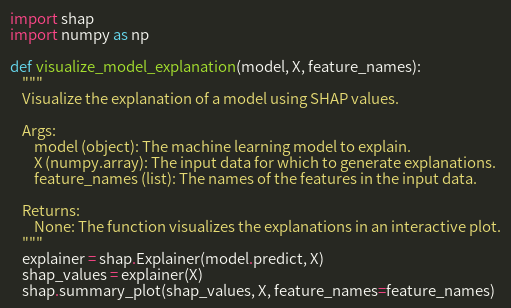 import shap
import numpy as np

def visualize_model_explanation(model, X, feature_names):
    """
    Visualize the explanation of a model using SHAP values.

    Args:
        model (object): The machine learning model to explain.
        X (numpy.array): The input data for which to generate explanations.
        feature_names (list): The names of the features in the input data.

    Returns:
        None: The function visualizes the explanations in an interactive plot.
    """
    explainer = shap.Explainer(model.predict, X)
    shap_values = explainer(X)
    shap.summary_plot(shap_values, X, feature_names=feature_names)